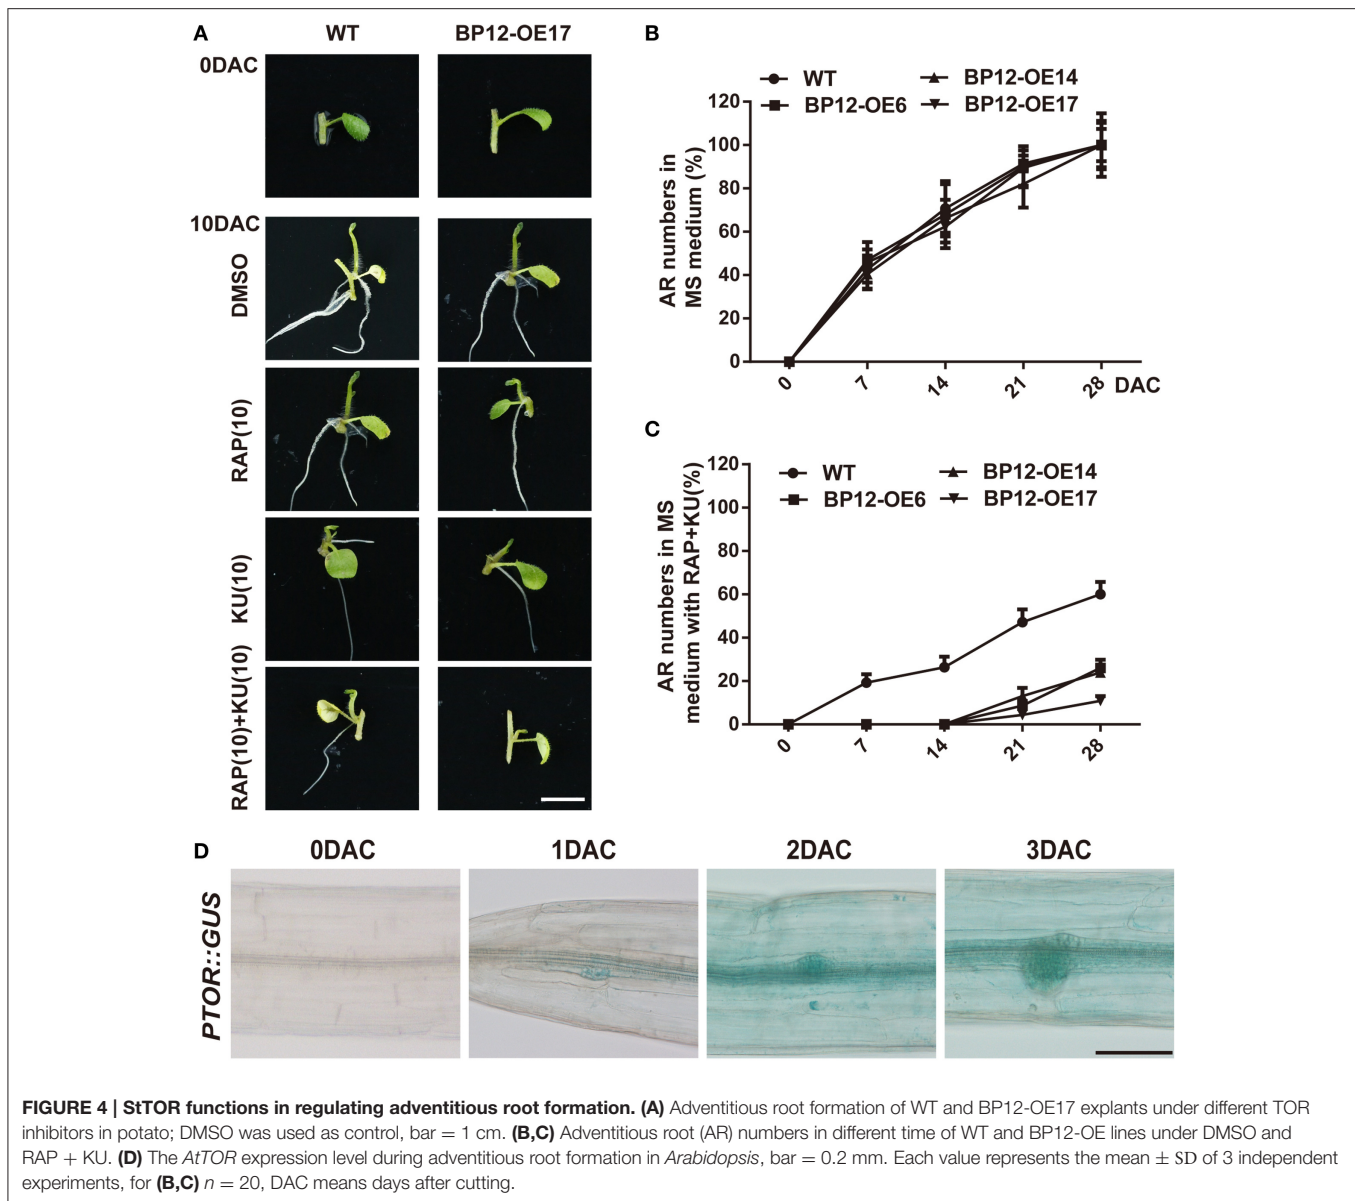 A
WT
BP12-OE17
0DAC
10DAC
DMSO
RAP(10)
KU(10)
RAP(10)+KU(10)
B
WT
BP12-OE14
BP12-OE6
BP12-OE17
AR numbers in
MS medium (%)
120
100
80
60
40
20
0
0
7
14
21
28
DAC
C
WT
BP12-OE14
BP12-OE6
BP12-OE17
AR numbers in MS
medium with RAP+KU(%)
120
100
80
60
40
20
0
0
7
14
21
28
D
0DAC
1DAC
2DAC
3DAC
PTOR::GUS
FIGURE 4 | StTOR functions in regulating adventitious root formation. (A) Adventitious root formation of WT and BP12-OE17 explants under different TOR
inhibitors in potato; DMSO was used as control, bar = 1 cm. (B,C) Adventitious root (AR) numbers in different time of WT and BP12-OE lines under DMSO and
RAP + KU. (D) The AtTOR expression level during adventitious root formation in Arabidopsis, bar = 0.2 mm. Each value represents the mean ± SD of 3 independent
experiments, for (B,C) n = 20, DAC means days after cutting.